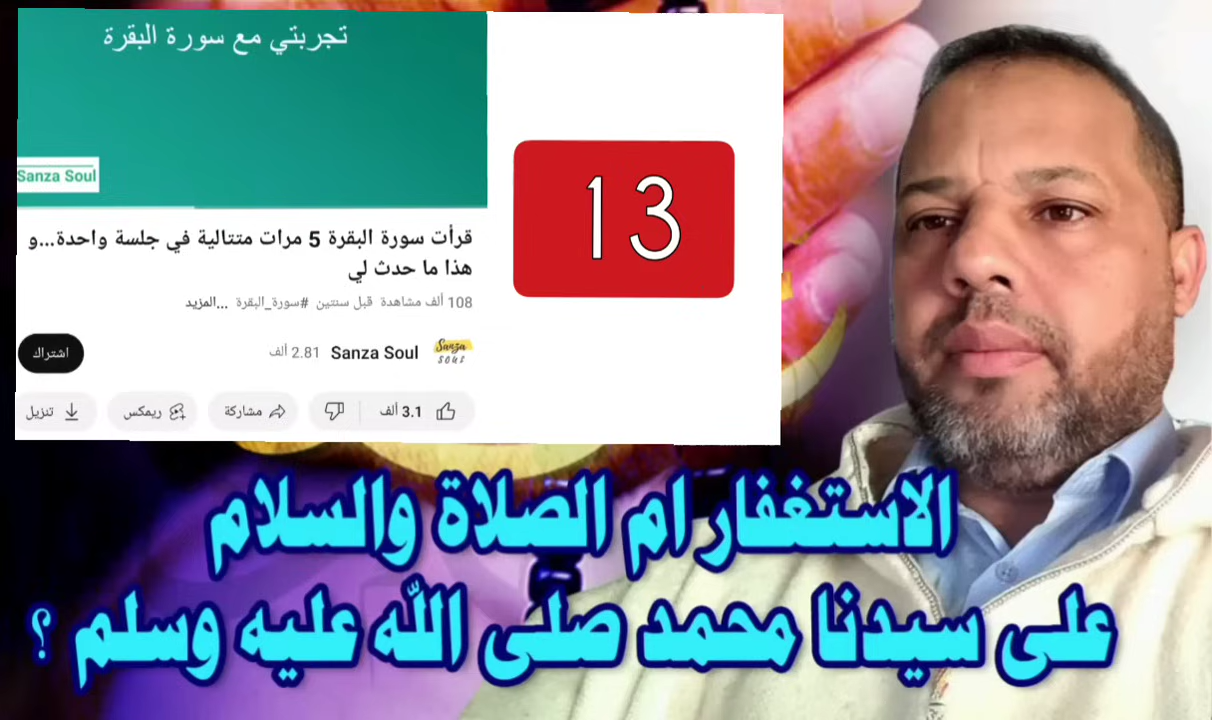 تجربتي مع سورة البقرة
Sanza Soul
قرأت سورة البقرة 5 مرات متتالية في جلسة واحدة...و
هذا ما حدث لي
108 ألف مشاهدة قبل سنتين #سورة_البقرة ...المزيد
Sanza SOUL
Sanza Soul 2.81 ألف
اشتراك
3.1 ألف
مشاركة
ريمكس
تنزيل
13
الاستغفار ام الصلاة والسلام
على سيدنا محمد صلى الله عليه وسلم ؟